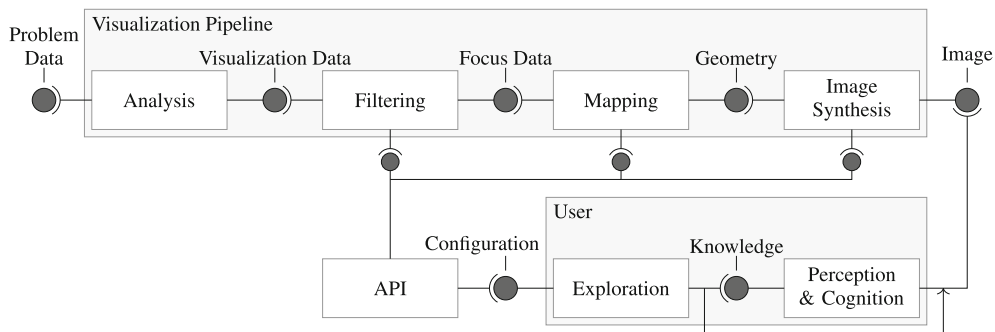 Visualization Pipeline
Problem
Data
Visualization Data
Focus Data
Geometry
Image
Analysis
Filtering
Mapping
Image
Synthesis
User
Configuration
Knowledge
API
Exploration
Perception
& Cognition